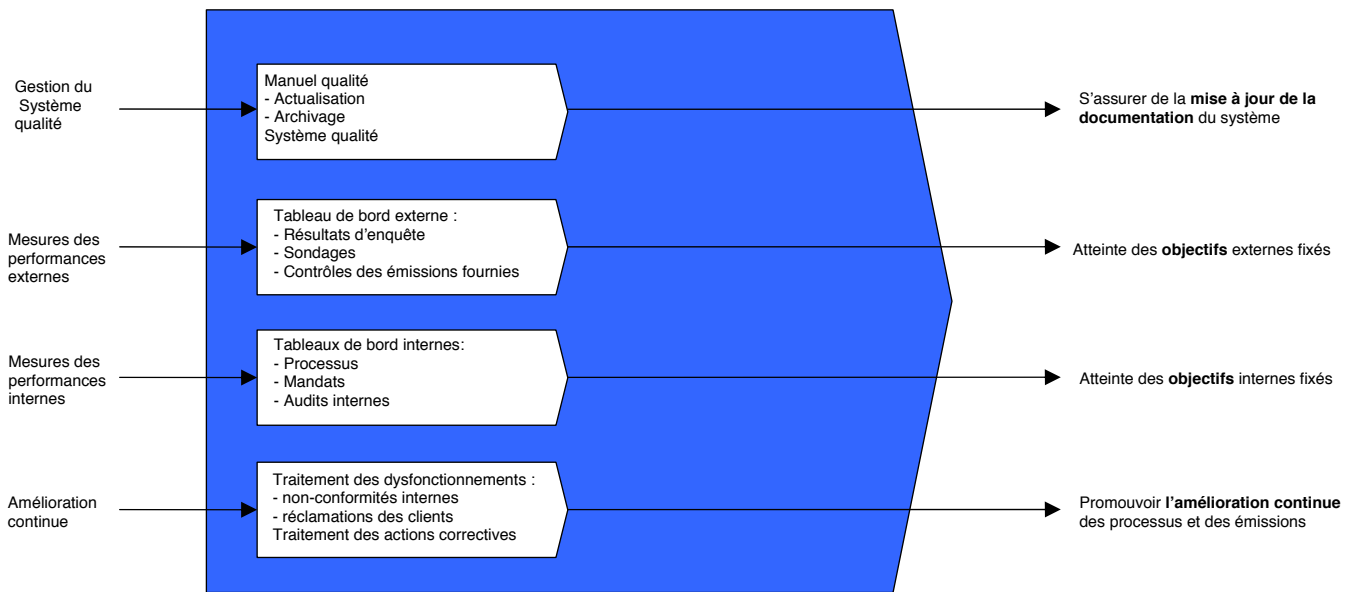 Gestion du
Système
qualité
Manuel qualité
- Actualisation
- Archivage
Système qualité
S'assurer de la mise à jour de la
documentation du système
Mesures des
performances
externes
Tableau de bord externe :
- Résultats d'enquête
- Sondages
- Contrôles des émissions fournies
Atteinte des objectifs externes fixés
Mesures des
performances
internes
Tableaux de bord internes:
- Processus
- Mandats
- Audits internes
Atteinte des objectifs internes fixés
Amélioration
continue
Traitement des dysfonctionnements :
- non-conformités internes
- réclamations des clients
Traitement des actions correctives
Promouvoir l'amélioration continue
des processus et des émissions